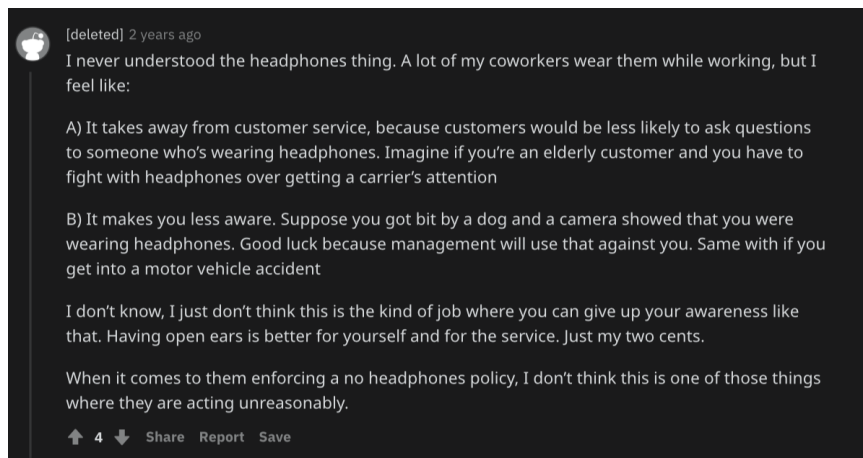 [deleted] 2 years ago
I never understood the headphones thing. A lot of my coworkers wear them while working, but I
feel like:
A) It takes away from customer service, because customers would be less likely to ask questions
to someone who’s wearing headphones. Imagine if you’re an elderly customer and you have to
fight with headphones over getting a carrier’s attention
B) It makes you less aware. Suppose you got bit by a dog and a camera showed that you were
wearing headphones. Good luck because management will use that against you. Same with if you
get into a motor vehicle accident
I don’t know, I just don’t think this is the kind of job where you can give up your awareness like
that. Having open ears is better for yourself and for the service. Just my two cents.
When it comes to them enforcing a no headphones policy, I don’t think this is one of those things
where they are acting unreasonably.
4 Share Report Save